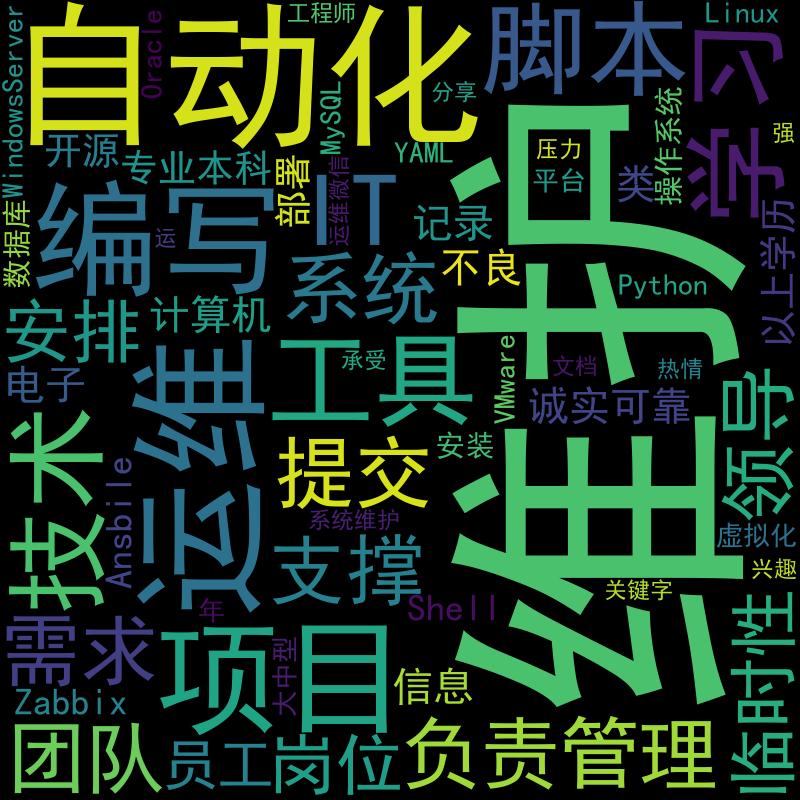 自动化
工程师
脚本
Linux
WindowsServer
Oracle
MySQL
分享
学习
强
开源
专业本科
YAML
压力
平台
类
操作系统
数据库
编写
运
部署
运维微信
IT
记录
维护
以上学历
不良
Python
安排
计算机
系统
电子
运维
工具
承受
VMware
文档
热情
诚实可靠
领导
技术
Ansbile
提交
安装
系统维护
虚拟化
支撑
兴趣
关键字
年
Shell
需求
项目
大中型
信息
临时性
Zabbix
团队
员工
岗位
负责管理